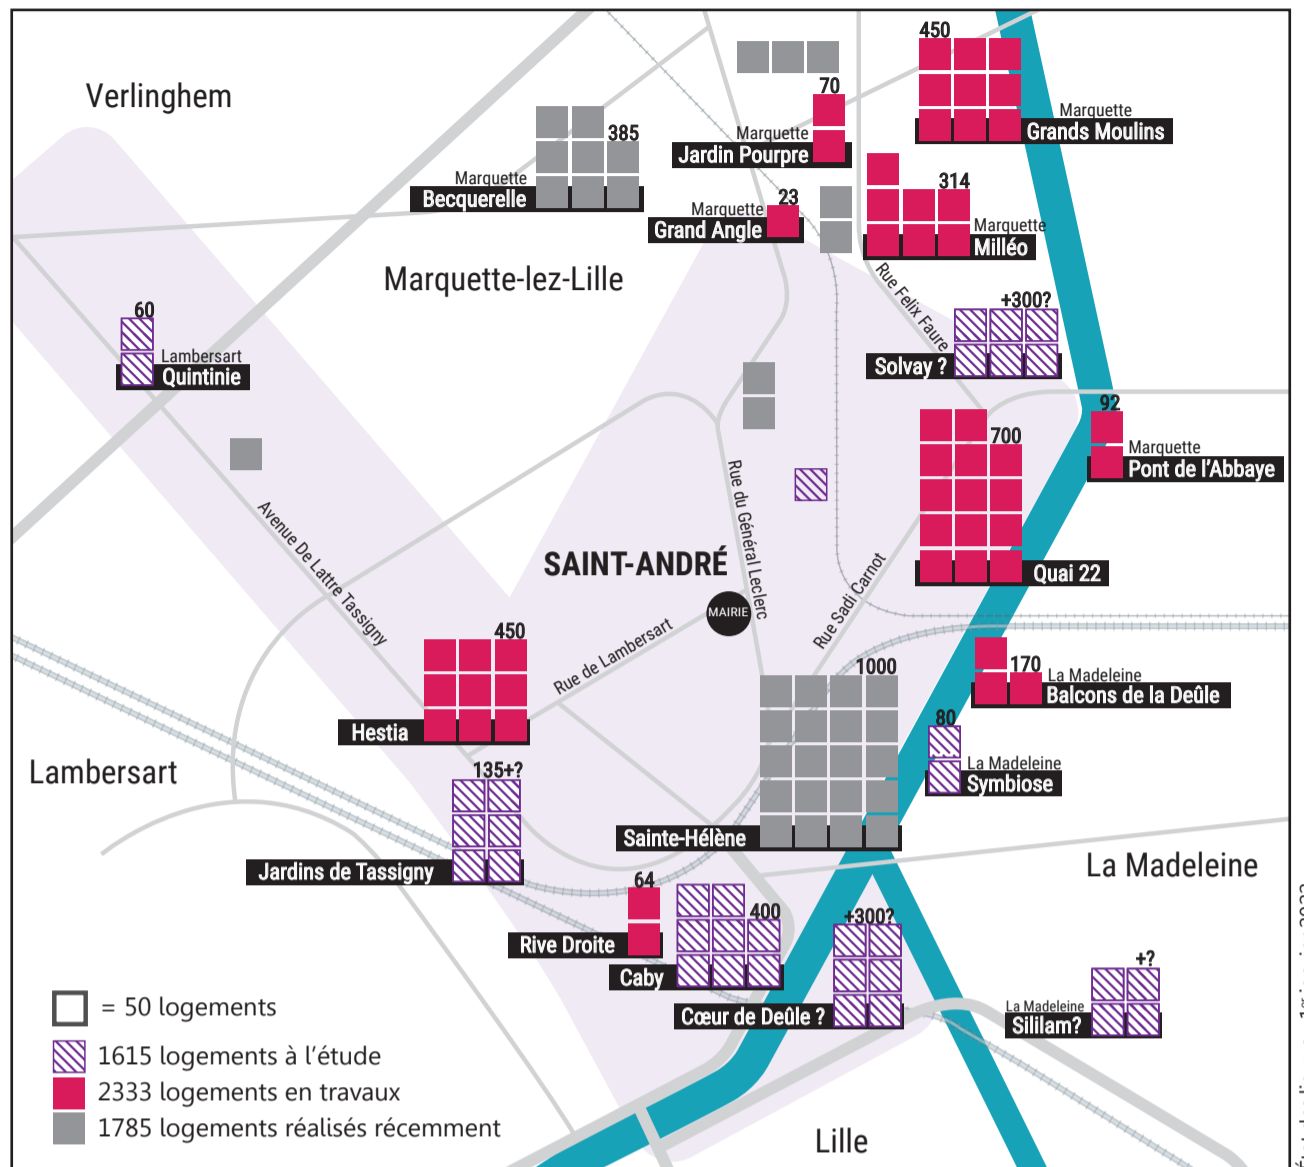 Verlinghem
450
Marquette
Grands Moulins
70
Marquette
Jardin Pourpre
385
Marquette
Becquerelle
23
Marquette
Grand Angle
314
Marquette
Milléo
Marquette-lez-Lille
Rue Felix Faure
+300?
Solvay ?
60
Lambersart
Quintinie
92
Marquette
Pont de l'Abbaye
700
Quai 22
Avenue De Lattre Tassigny
Rue du Général Leclerc
SAINT-ANDRÉ
MAIRIE
Rue Sadi Carnot
Rue de Lambersart
450
Hestia
1000
Sainte-Hélène
170
La Madeleine
Balcons de la Deûle
80
La Madeleine
Symbiose
Lambersart
135+?
Jardins de Tassigny
La Madeleine
64
Rive Droite
400
Caby
+300?
Cœur de Deûle ?
+?
La Madeleine
Sililam?
= 50 logements
1615 logements à l'étude
2333 logements en travaux
1785 logements réalisés récemment
Lille